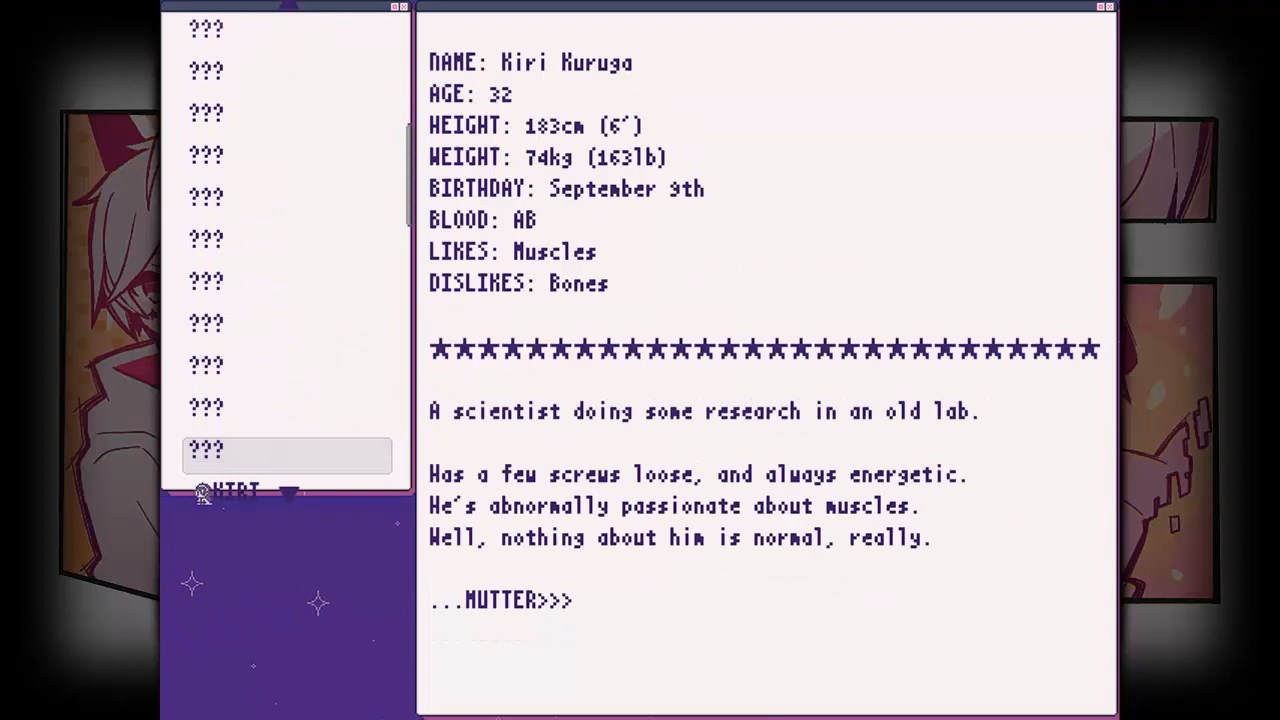 ???
???
???
???
???
???
???
???
???
???
???
KIRI
NAME: Kiri Kuruga
AGE: 32
HEIGHT: 183cm (6')
WEIGHT: 74kg (163lb)
BIRTHDAY: September 9th
BLOOD: AB
LIKES: Muscles
DISLIKES: Bones
★★★★★★★★★★★★★★★★★★★★★★★★★★★★
A scientist doing some research in an old lab.
Has a few screws loose, and always energetic.
He's abnormally passionate about muscles.
Well, nothing about him is normal, really.
...MUTTER>>>